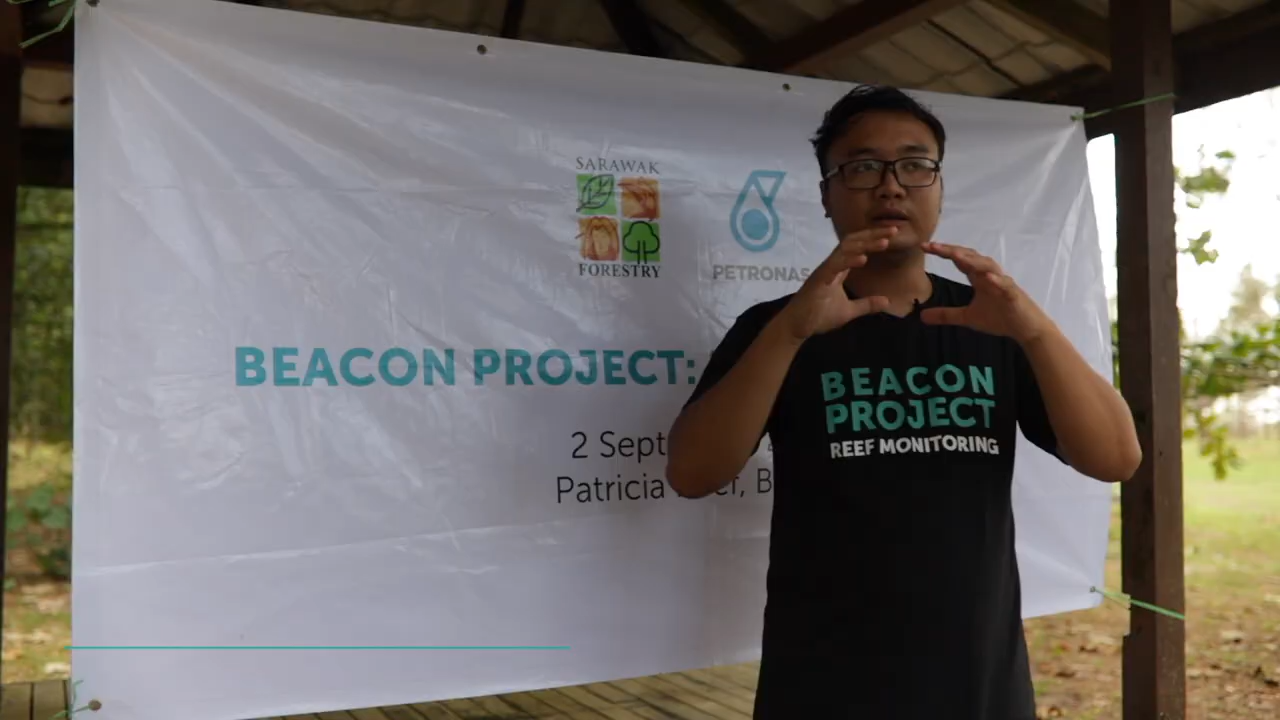 SARAWAK
FORESTRY
PETRONAS
BEACON PROJECT:
2 Sept
Patricia
BEACON
PROJECT
REEF MONITORING